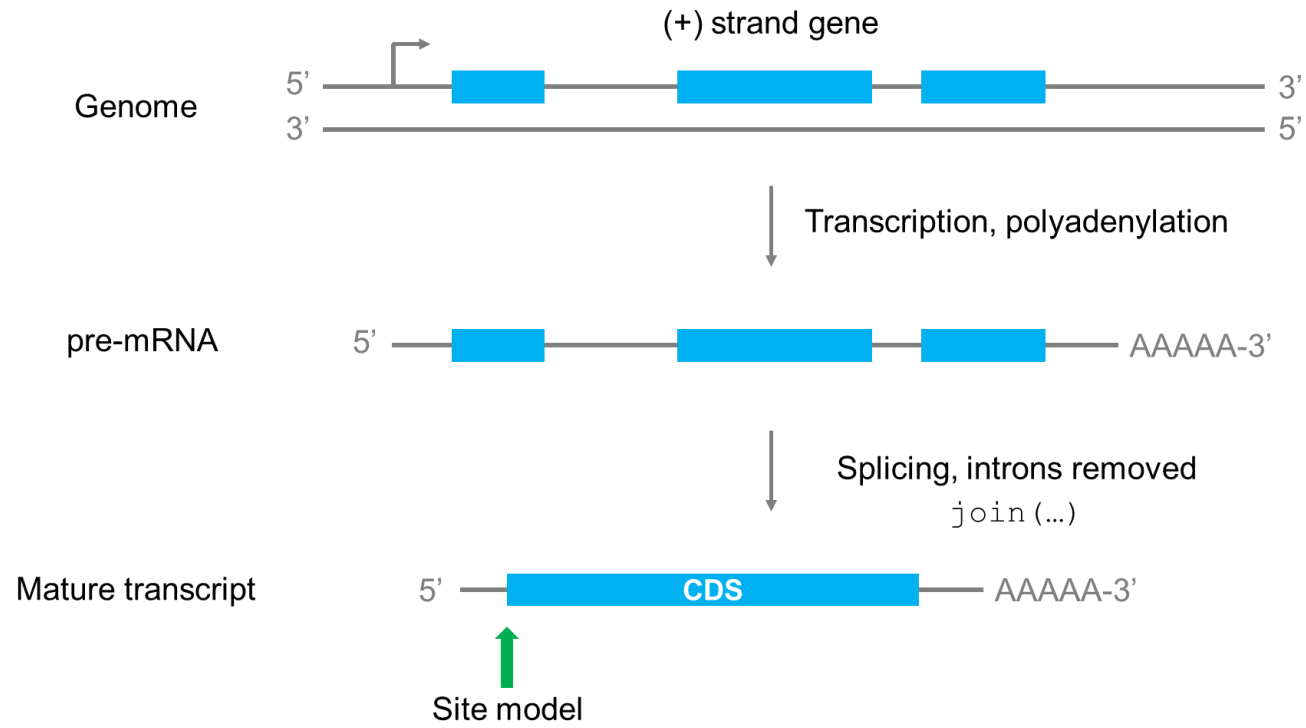 (+) strand gene
5’
3’
Genome
3’
5’
Transcription, polyadenylation
pre-mRNA
5’
AAAAA-3’
Splicing, introns removed
join(…)
Mature transcript
5’
CDS
AAAAA-3’
Site model